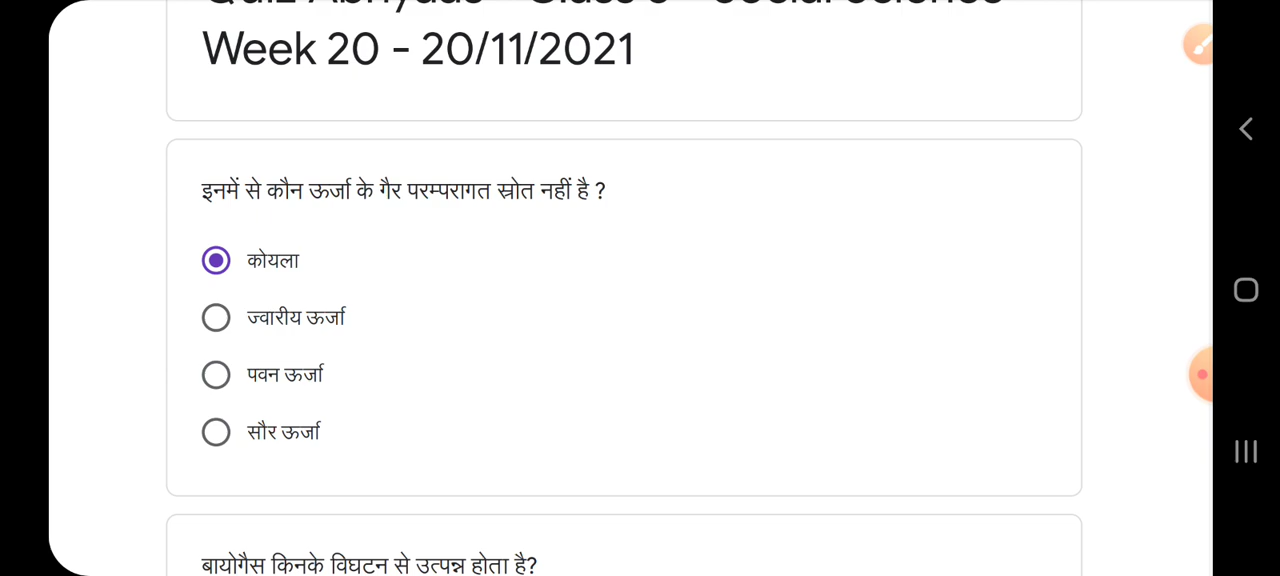 Week 20 - 20/11/2021
इनमें से कौन ऊर्जा के गैर परम्परागत स्रोत नहीं है ?
कोयला
ज्वारीय ऊर्जा
पवन ऊर्जा
सौर ऊर्जा
बायोगैस किनके विघटन से उत्पन्न होता है?